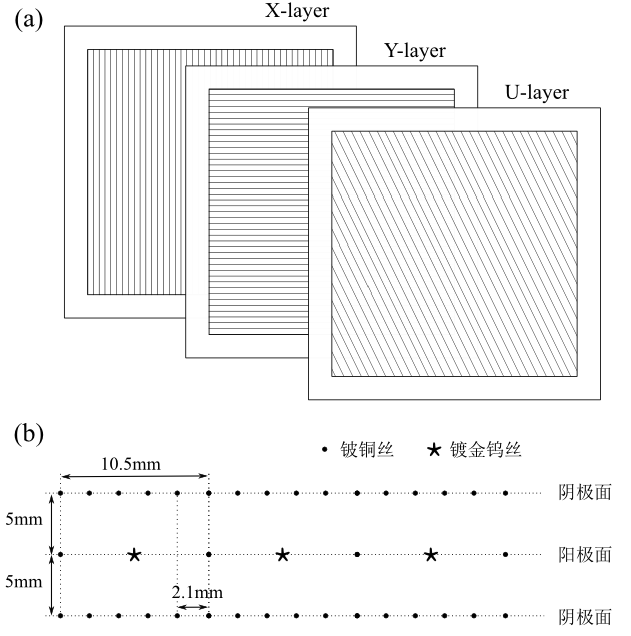 (a)
X-layer
Y-layer
U-layer
(b)
铍铜丝
镀金钨丝
10.5mm
阴极面
5mm
阳极面
5mm
2.1mm
阴极面